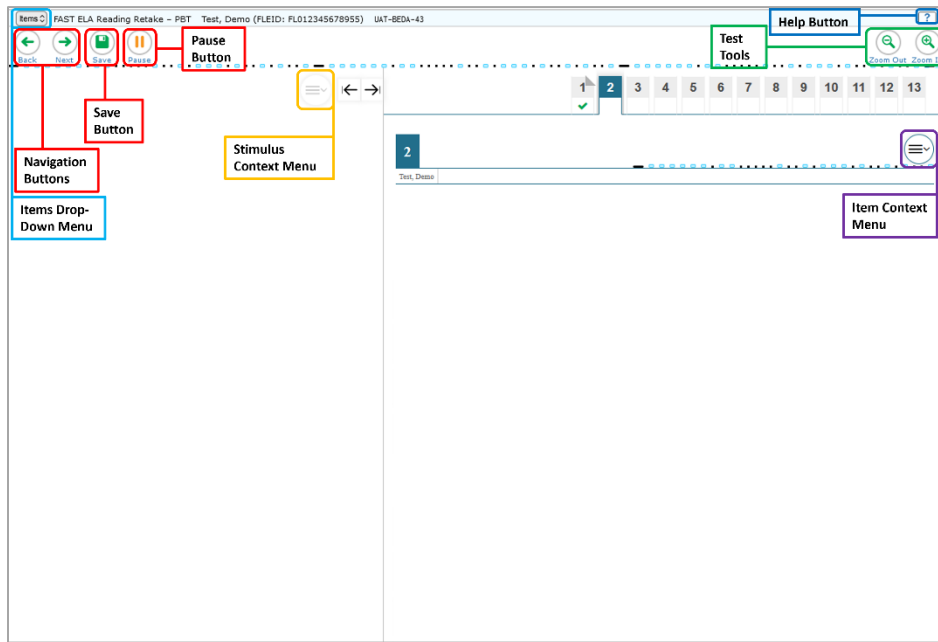 Items FAST ELA Reading Retake – PBT Test, Demo (FLEID: FL012345678955) UAT-BEDA-43
Help Button
?
Back Next Save Pause
Pause
Button
Test
Tools
Zoom Out Zoom I
Save
Button
1 2 3 4 5 6 7 8 9 10 11 12 13
Stimulus
Context Menu
2
Navigation
Buttons
Test, Demo
Items Drop-
Down Menu
Item Context
Menu